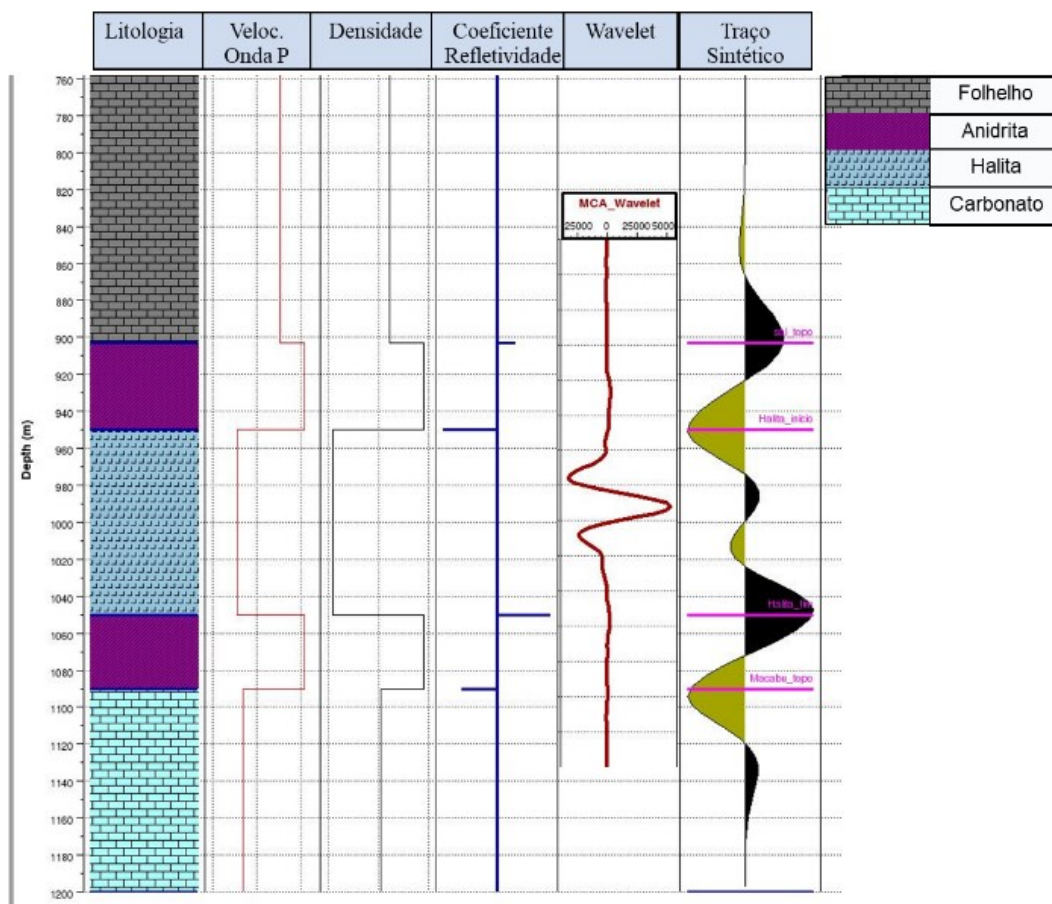 Litologia
Veloc.
Onda P
Densidade
Coeficiente
Refletividade
Wavelet
Traço
Sintético
Folhelho
Anidrita
Halita
Carbonato
MCA_Wavelet
25000 0 25000 5000
Depth (m)
760
780
800
820
840
860
880
900
920
940
960
980
1000
1020
1040
1060
1080
1100
1120
1140
1160
1180
1200
sal_topo
Halita_inicio
Macabu_topo